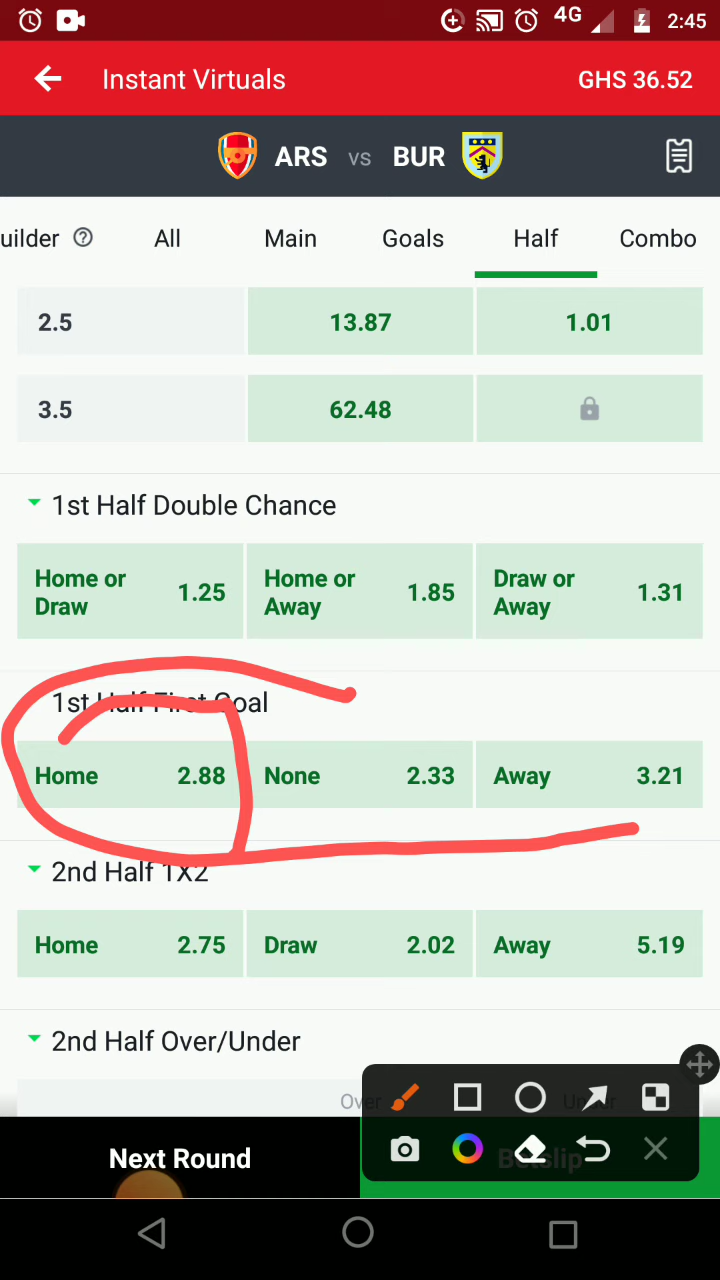 4G 2:45
Instant Virtuals GHS 36.52
ARS vs BUR
uilder ? All Main Goals Half Combo
2.5 13.87 1.01
3.5 62.48
1st Half Double Chance
Home or Draw 1.25 Home or Away 1.85 Draw or Away 1.31
1st Half First Goal
Home 2.88 None 2.33 Away 3.21
2nd Half 1X2
Home 2.75 Draw 2.02 Away 5.19
2nd Half Over/Under
Over Under
Next Round Betslip